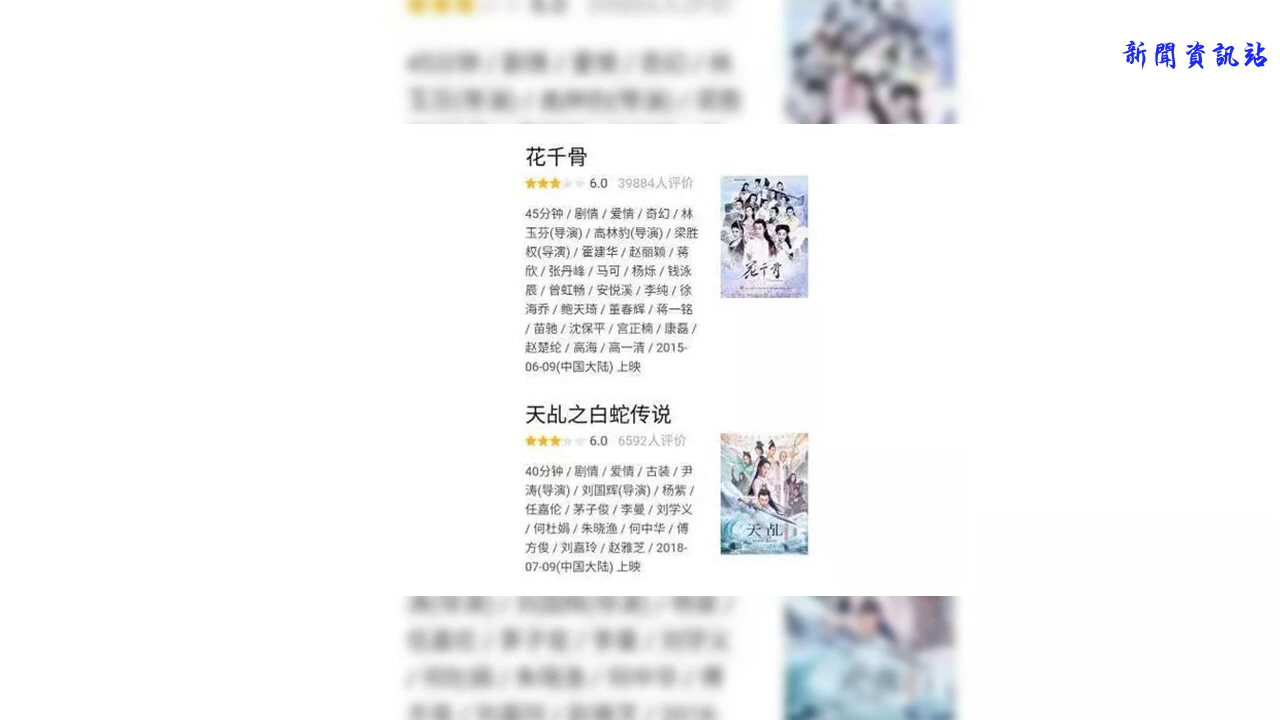 新聞資訊站
花千骨
6.0 39884人评价
45分钟 / 剧情 / 爱情 / 奇幻 / 林
玉芬(导演) / 高林豹(导演) / 梁胜
权(导演) / 霍建华 / 赵丽颖 / 蒋
欣 / 张丹峰 / 马可 / 杨烁 / 钱泳
辰 / 曾虹畅 / 安悦溪 / 李纯 / 徐
海乔 / 鲍天琦 / 董春辉 / 蒋一铭
/ 苗驰 / 沈保平 / 宫正楠 / 康磊 /
赵楚纶 / 高海 / 高一清 / 2015-
06-09(中国大陆) 上映
花千骨
天乩之白蛇传说
6.0 6592人评价
40分钟 / 剧情 / 爱情 / 古装 / 尹
涛(导演) / 刘国辉(导演) / 杨紫 /
任嘉伦 / 茅子俊 / 李曼 / 刘学义
/ 何杜娟 / 朱晓渔 / 何中华 / 傅
方俊 / 刘嘉玲 / 赵雅芝 / 2018-
07-09(中国大陆) 上映
天乩